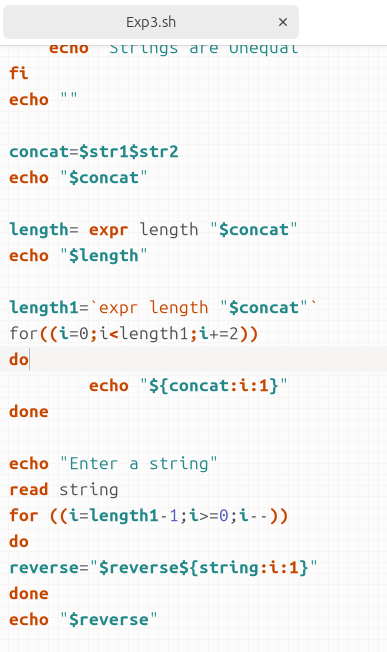 Exp3.sh ×
echo "Strings are Unequal"
fi
echo ""
concat=$str1$str2
echo "$concat"
length= expr length "$concat"
echo "$length"
length1=`expr length "$concat"`
for((i=0;i<length1;i+=2))
do
echo "${concat:i:1}"
done
echo "Enter a string"
read string
for ((i=length1-1;i>=0;i--))
do
reverse="$reverse${string:i:1}"
done
echo "$reverse"